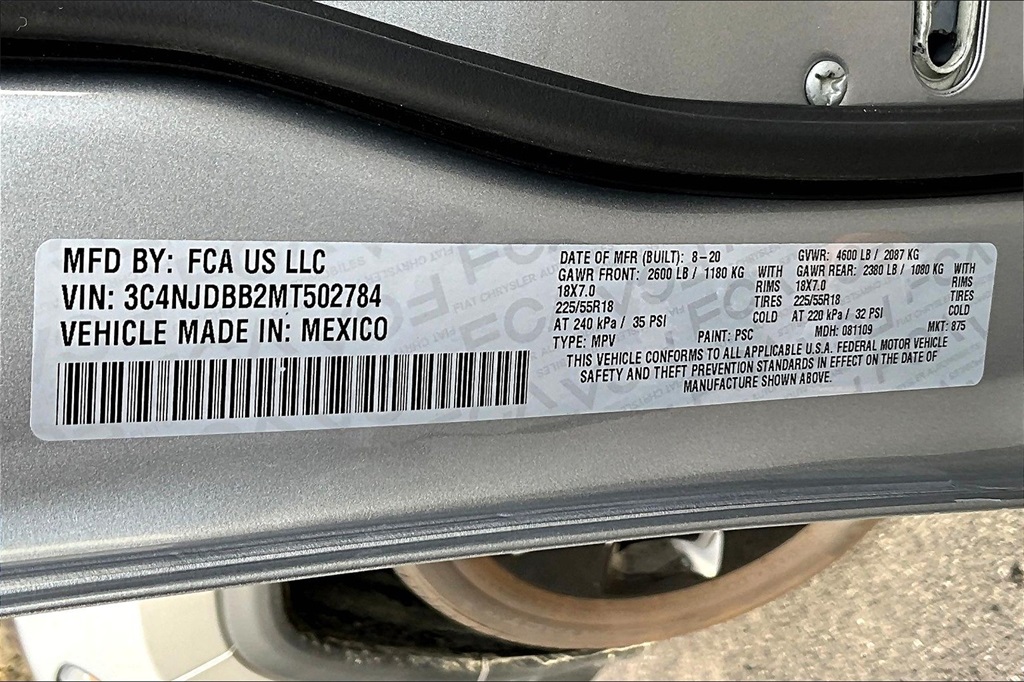 MFD BY: FCA US LLC
VIN: 3C4NJDBB2MT502784
VEHICLE MADE IN: MEXICO
DATE OF MFR (BUILT): 8-20
GAWR FRONT: 2600 LB / 1180 KG WITH
18X7.0 RIMS
225/55R18 TIRES
AT 240 kPa / 35 PSI COLD
TYPE: MPV PAINT: PSC
GVWR: 4600 LB / 2087 KG
GAWR REAR: 2380 LB / 1080 KG WITH
18X7.0 RIMS
225/55R18 TIRES
AT 220 kPa / 32 PSI COLD
MDH: 081109 MKT: 875
THIS VEHICLE CONFORMS TO ALL APPLICABLE U.S.A. FEDERAL MOTOR VEHICLE
SAFETY AND THEFT PREVENTION STANDARDS IN EFFECT ON THE DATE OF
MANUFACTURE SHOWN ABOVE.